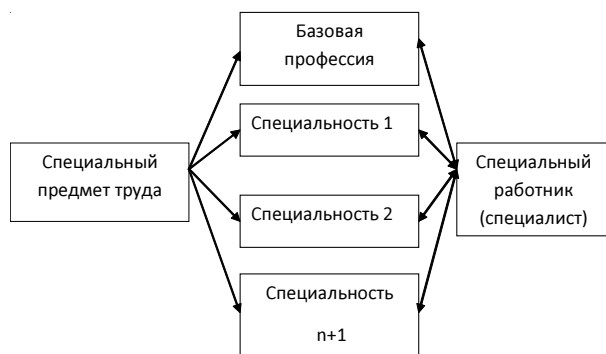 Базовая
профессия
Специальность 1
Специальный
предмет труда
Специальный
работник
(специалист)
Специальность 2
Специальность
n+1